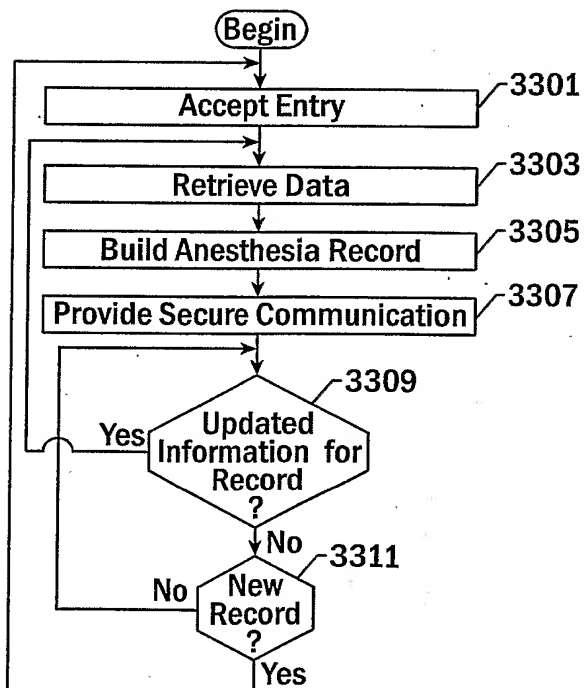 Begin
3301
Accept Entry
3303
Retrieve Data
3305
Build Anesthesia Record
3307
Provide Secure Communication
3309
Yes
Updated
Information for
Record
?
No
3311
No
New
Record
?
Yes